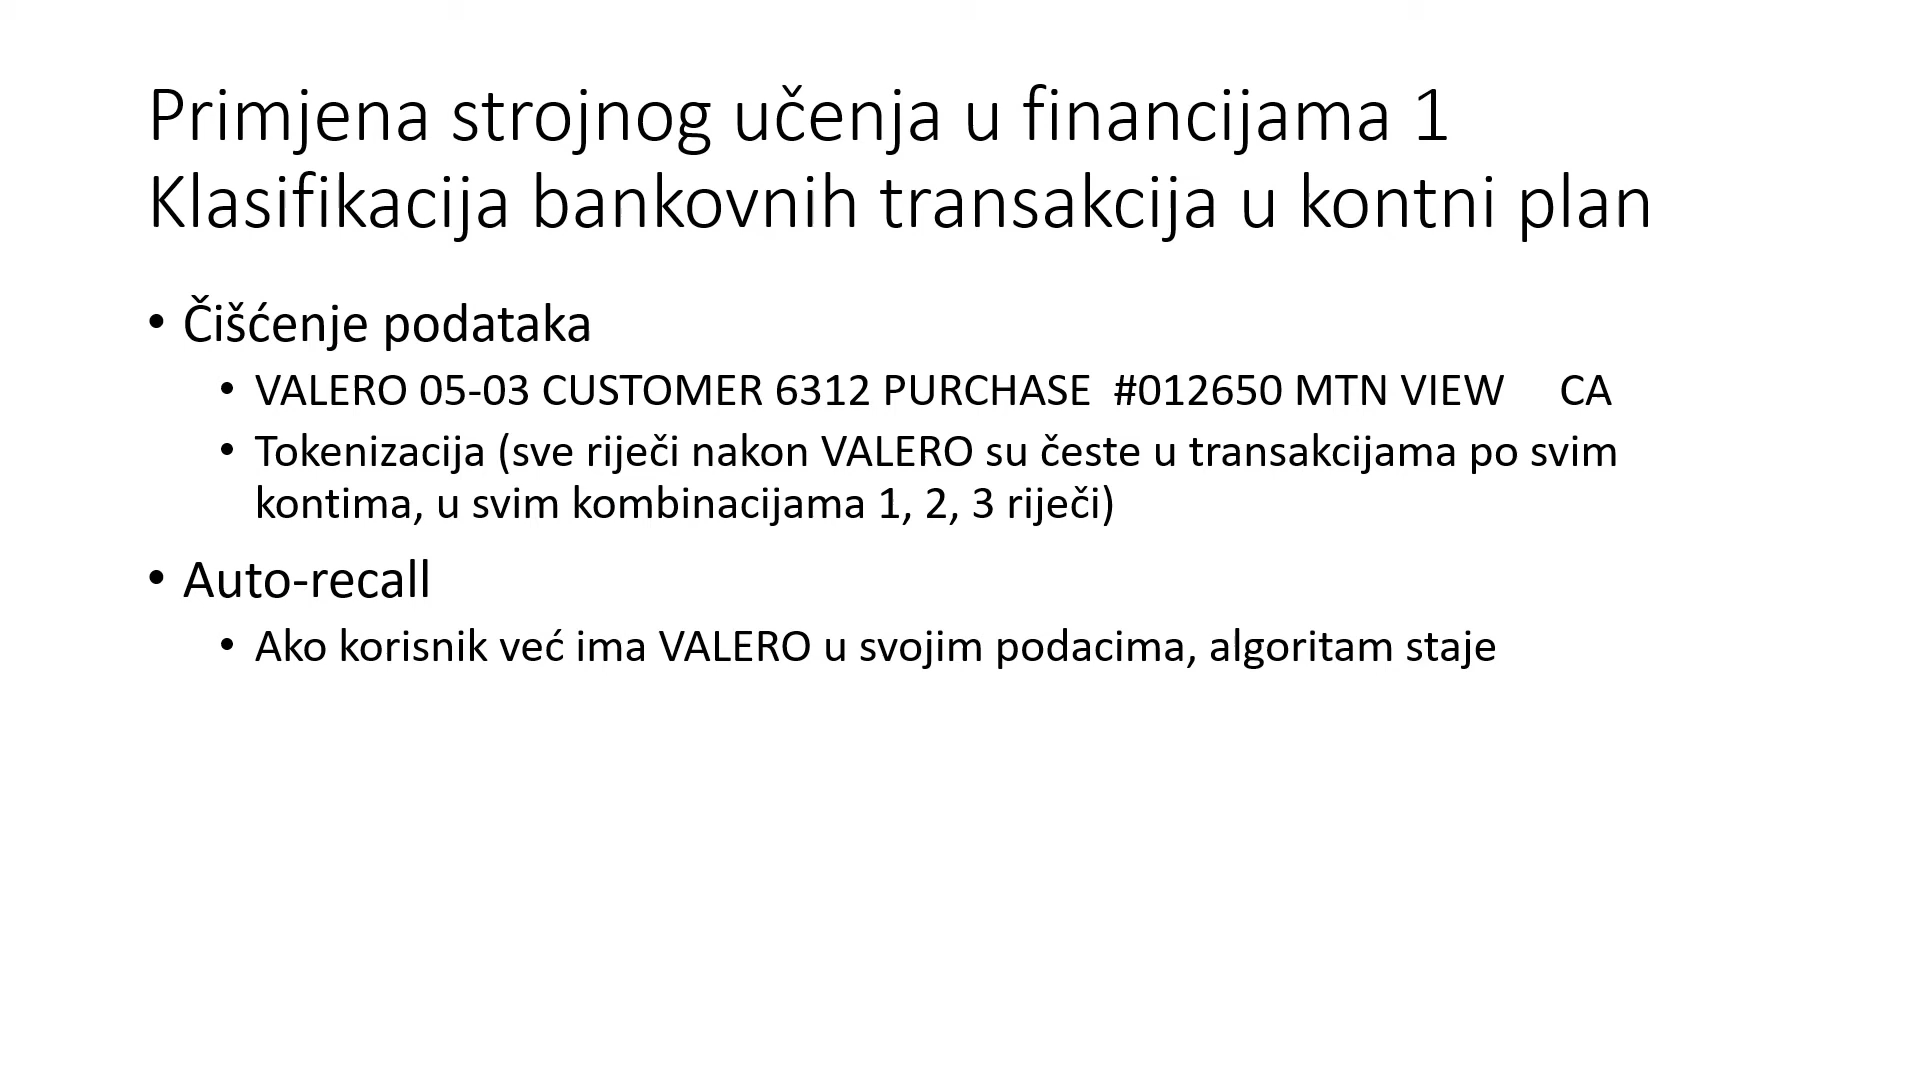 Primjena strojnog učenja u financijama 1
Klasifikacija bankovnih transakcija u kontni plan
• Čišćenje podataka
• VALERO 05-03 CUSTOMER 6312 PURCHASE  #012650 MTN VIEW     CA
• Tokenizacija (sve riječi nakon VALERO su česte u transakcijama po svim
kontima, u svim kombinacijama 1, 2, 3 riječi)
• Auto-recall
• Ako korisnik već ima VALERO u svojim podacima, algoritam staje